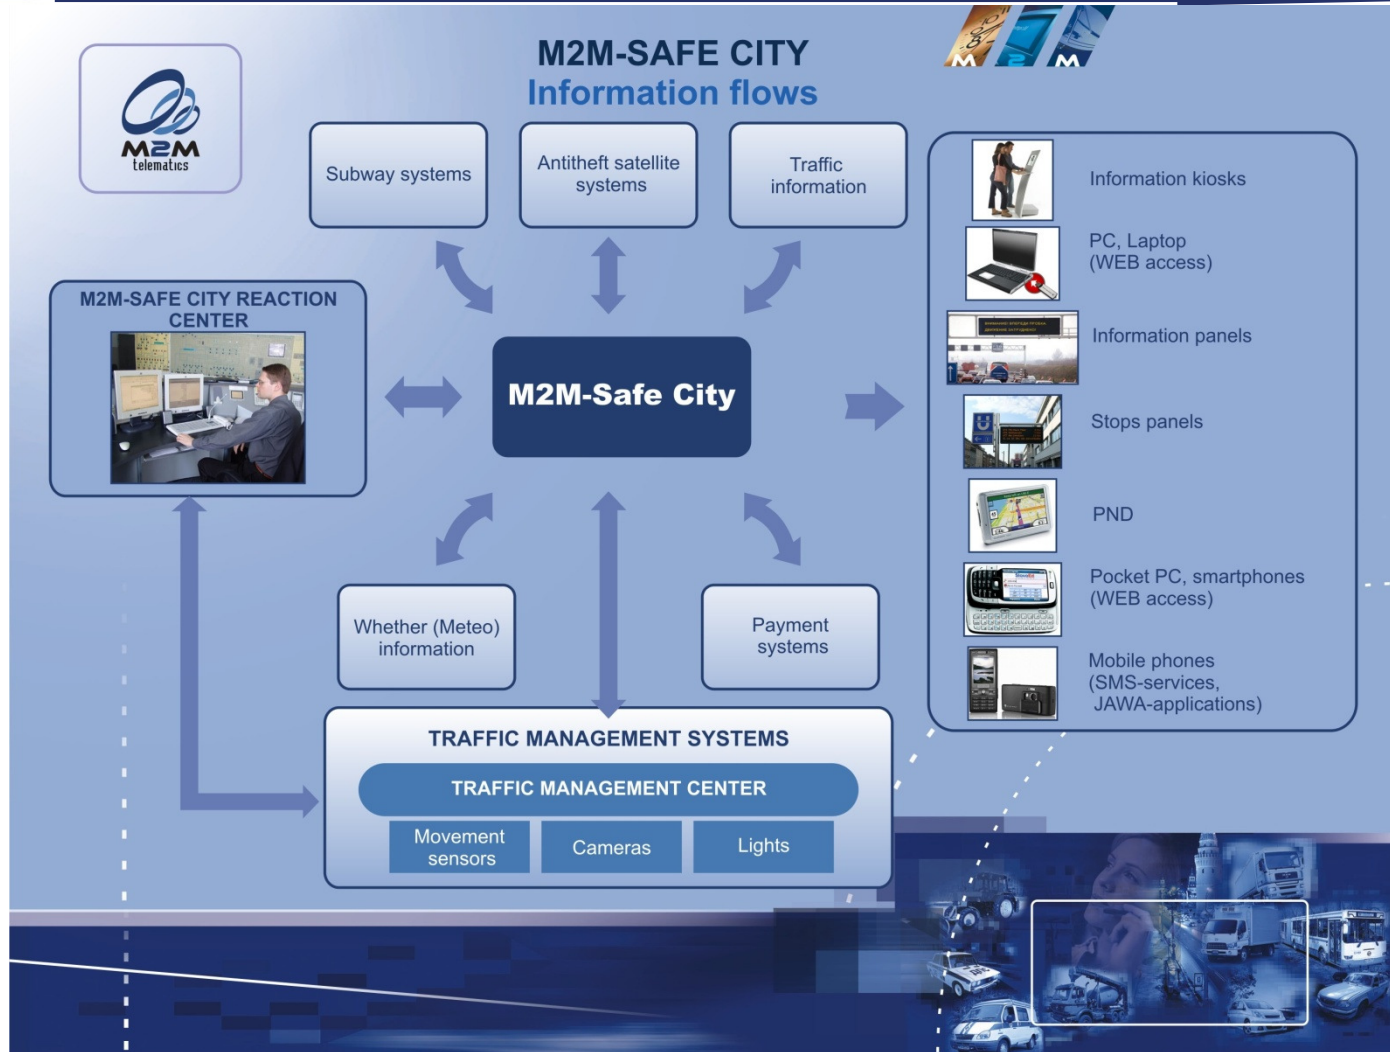 M2M-SAFE CITY
Information flows
M 2 M
M2M
telematics
Subway systems
Antitheft satellite
systems
Traffic
information
M2M-SAFE CITY REACTION
CENTER
M2M-Safe City
Information kiosks
PC, Laptop
(WEB access)
Information panels
Stops panels
PND
Pocket PC, smartphones
(WEB access)
Mobile phones
(SMS-services,
JAWA-applications)
Whether (Meteo)
information
Payment
systems
TRAFFIC MANAGEMENT SYSTEMS
TRAFFIC MANAGEMENT CENTER
Movement
sensors
Cameras
Lights